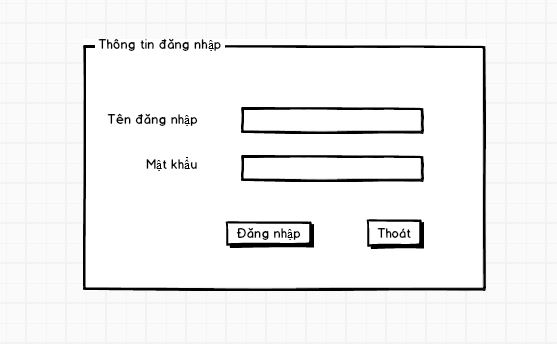 Thông tin đăng nhập
Tên đăng nhập
Mật khẩu
Đăng nhập
Thoát